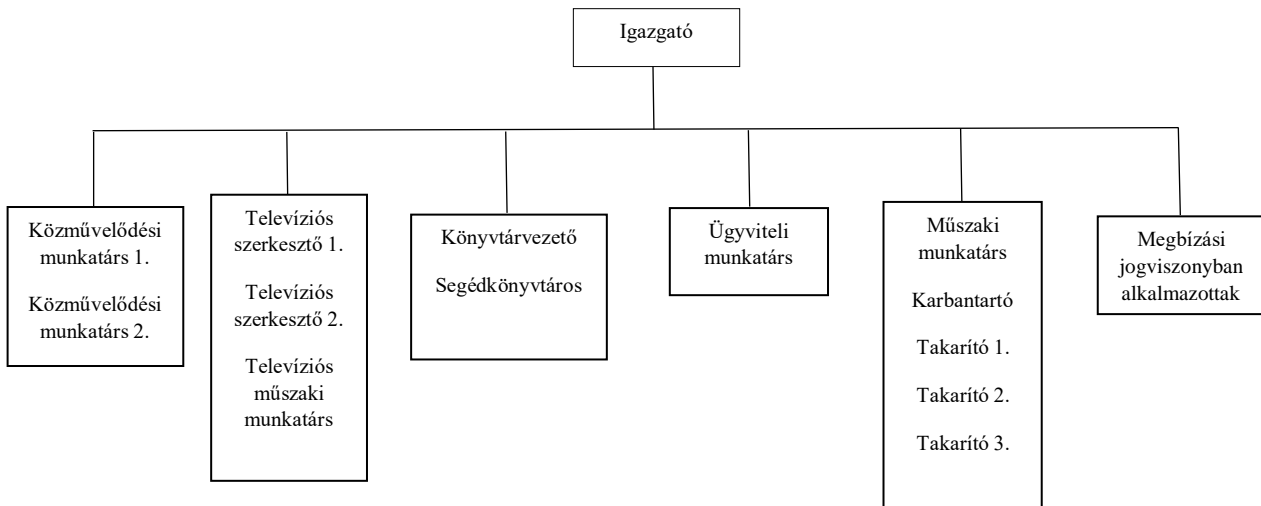 Igazgató
Közművelődési
munkatárs 1.
Közművelődési
munkatárs 2.
Televíziós
szerkesztő 1.
Televíziós
szerkesztő 2.
Televíziós
műszaki
munkatárs
Könyvtárvezető
Segédkönyvtáros
Ügyviteli
munkatárs
Műszaki
munkatárs
Karbantartó
Takarító 1.
Takarító 2.
Takarító 3.
Megbízási
jogviszonyban
alkalmazottak